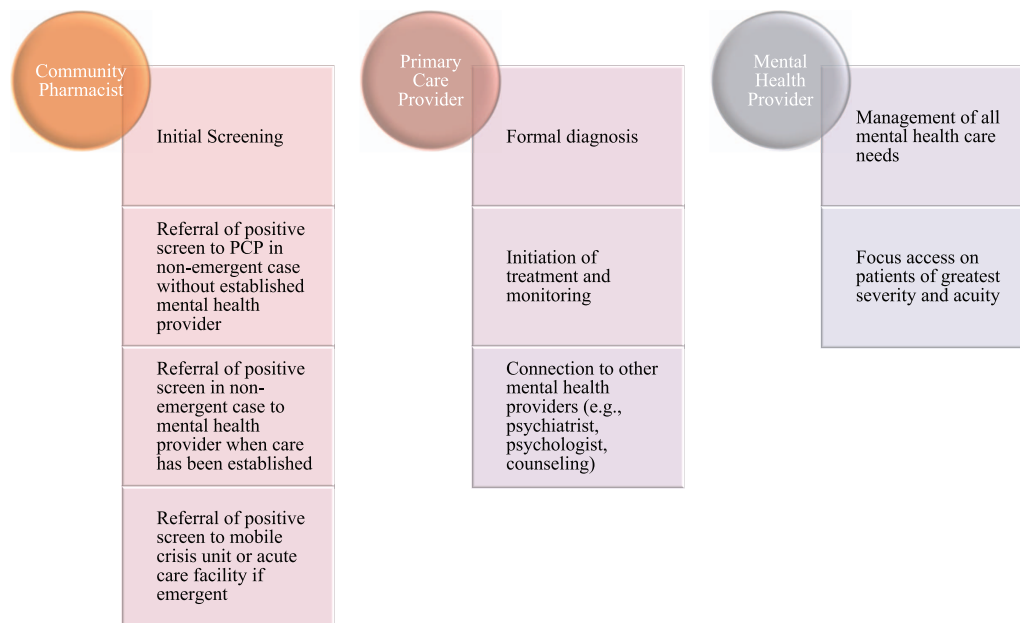 Community
Pharmacist
Initial Screening
Referral of positive
screen to PCP in
non-emergent case
without established
mental health
provider
Referral of positive
screen in non-
emergent case to
mental health
provider when care
has been established
Referral of positive
screen to mobile
crisis unit or acute
care facility if
emergent
Primary
Care
Provider
Formal diagnosis
Initiation of
treatment and
monitoring
Connection to other
mental health
providers (e.g.,
psychiatrist,
psychologist,
counseling)
Mental
Health
Provider
Management of all
mental health care
needs
Focus access on
patients of greatest
severity and acuity